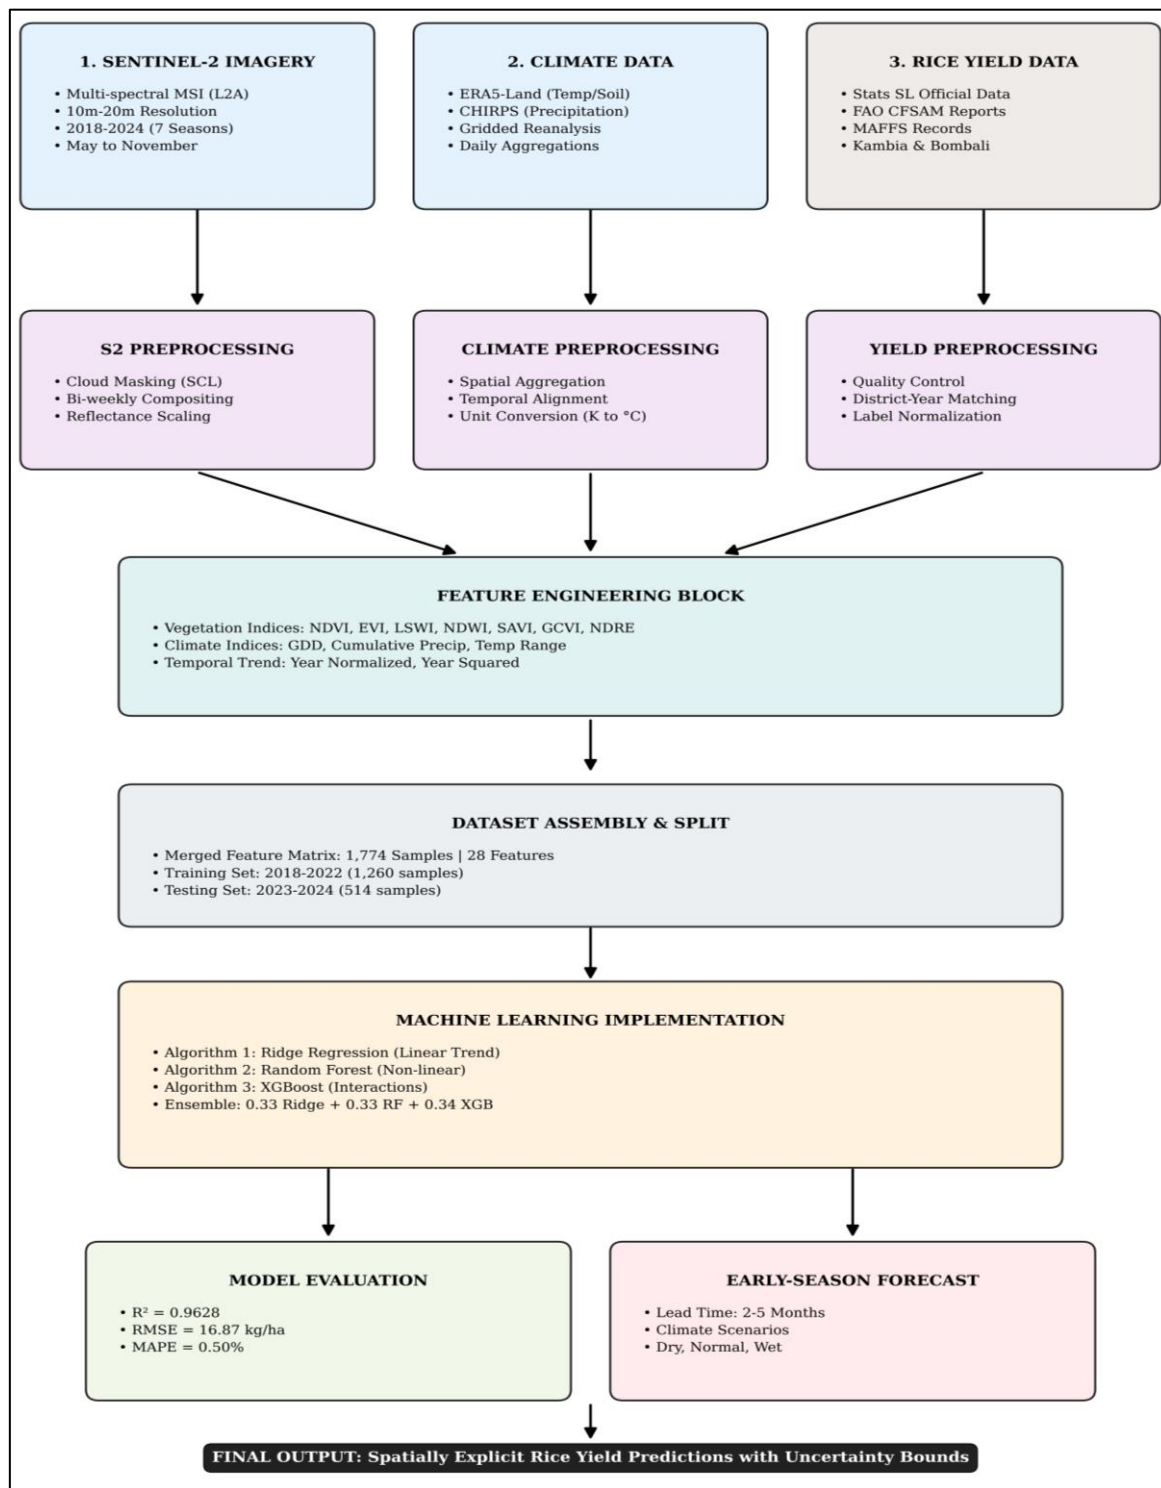 1. SENTINEL-2 IMAGERY
• Multi-spectral MSI (L2A)
• 10m-20m Resolution
• 2018-2024 (7 Seasons)
• May to November
2. CLIMATE DATA
• ERA5-Land (Temp/Soil)
• CHIRPS (Precipitation)
• Gridded Reanalysis
• Daily Aggregations
3. RICE YIELD DATA
• Stats SL Official Data
• FAO CFSAM Reports
• MAFFS Records
• Kambia & Bombali
S2 PREPROCESSING
• Cloud Masking (SCL)
• Bi-weekly Compositing
• Reflectance Scaling
CLIMATE PREPROCESSING
• Spatial Aggregation
• Temporal Alignment
• Unit Conversion (K to °C)
YIELD PREPROCESSING
• Quality Control
• District-Year Matching
• Label Normalization
FEATURE ENGINEERING BLOCK
• Vegetation Indices: NDVI, EVI, LSWI, NDWI, SAVI, GCVI, NDRE
• Climate Indices: GDD, Cumulative Precip, Temp Range
• Temporal Trend: Year Normalized, Year Squared
DATASET ASSEMBLY & SPLIT
• Merged Feature Matrix: 1,774 Samples | 28 Features
• Training Set: 2018-2022 (1,260 samples)
• Testing Set: 2023-2024 (514 samples)
MACHINE LEARNING IMPLEMENTATION
• Algorithm 1: Ridge Regression (Linear Trend)
• Algorithm 2: Random Forest (Non-linear)
• Algorithm 3: XGBoost (Interactions)
• Ensemble: 0.33 Ridge + 0.33 RF + 0.34 XGB
MODEL EVALUATION
• R² = 0.9628
• RMSE = 16.87 kg/ha
• MAPE = 0.50%
EARLY-SEASON FORECAST
• Lead Time: 2-5 Months
• Climate Scenarios
• Dry, Normal, Wet
FINAL OUTPUT: Spatially Explicit Rice Yield Predictions with Uncertainty Bounds